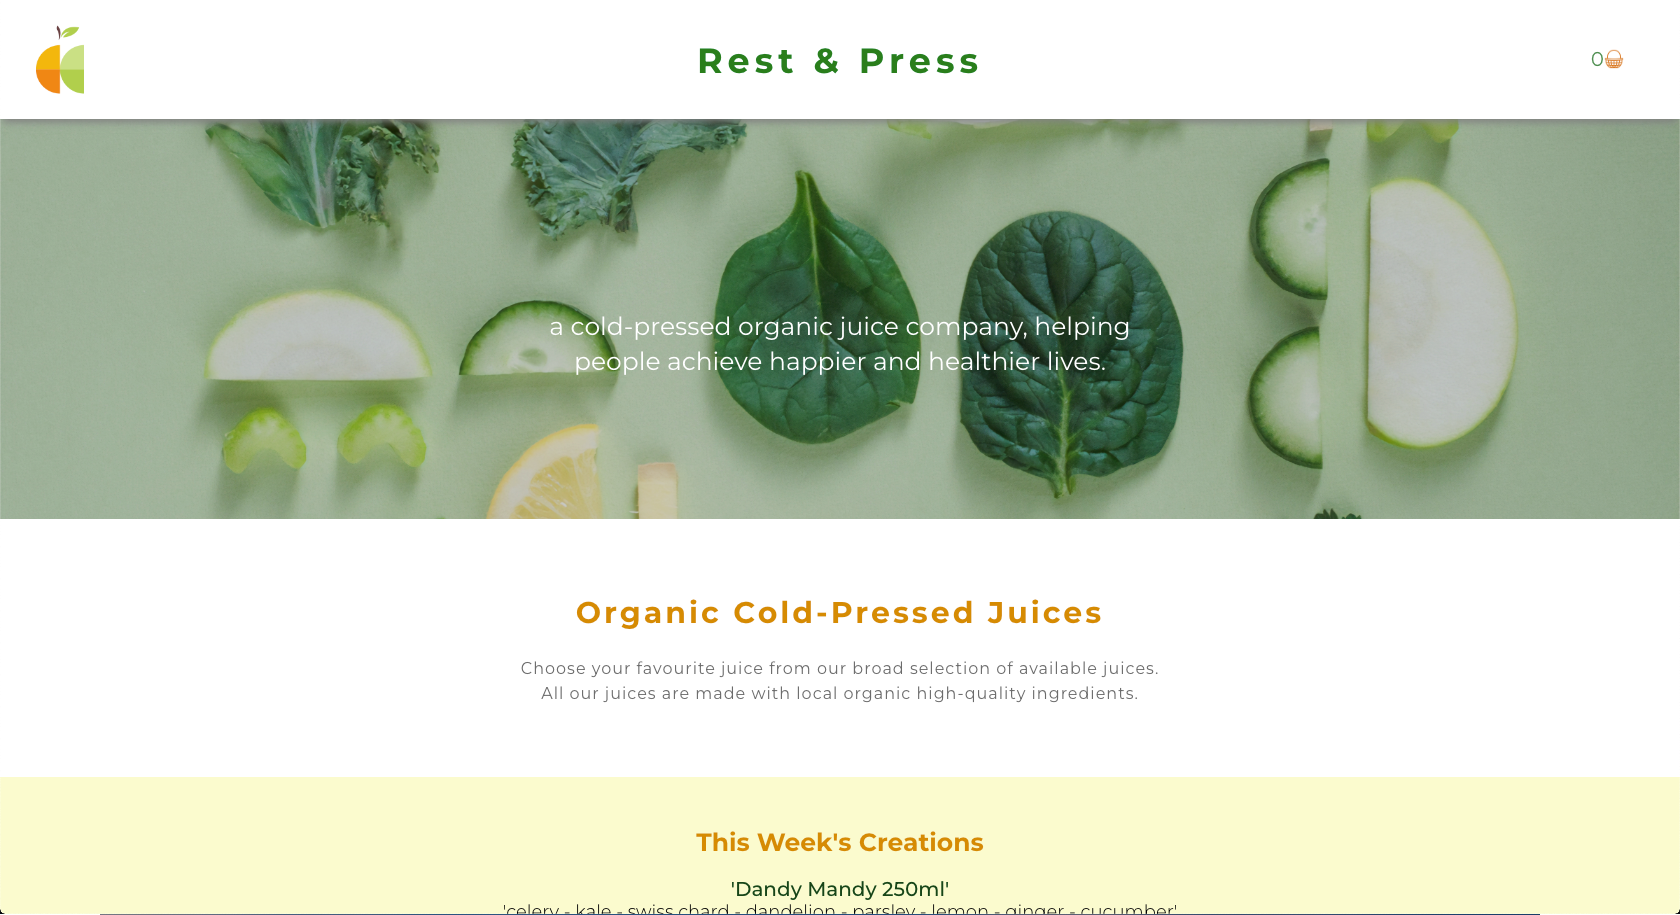 Rest & Press
0
a cold-pressed organic juice company, helping
people achieve happier and healthier lives.
Organic Cold-Pressed Juices
Choose your favourite juice from our broad selection of available juices.
All our juices are made with local organic high-quality ingredients.
This Week's Creations
'Dandy Mandy 250ml'
'celery - kale - swiss chard - dandelion - parsley - lemon - ginger - cucumber'